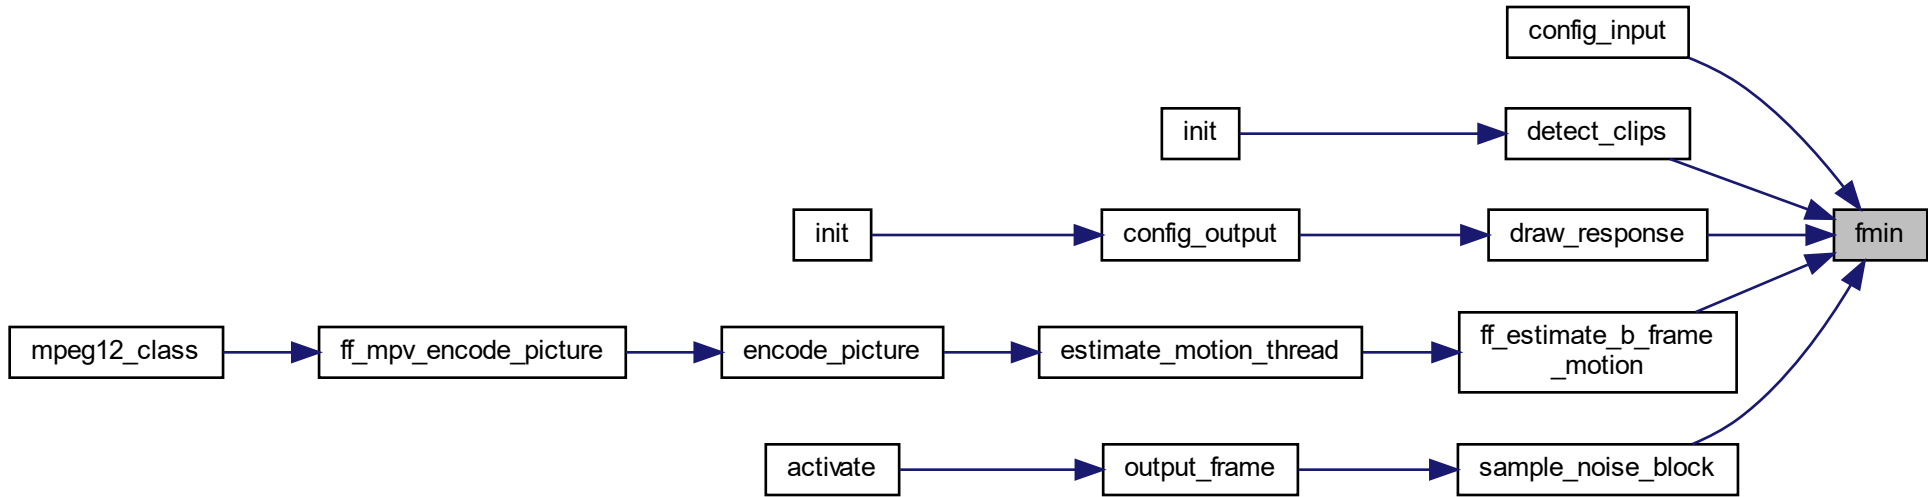 config_input
init
detect_clips
init
config_output
draw_response
fmin
mpeg12_class
ff_mpv_encode_picture
encode_picture
estimate_motion_thread
ff_estimate_b_frame
_motion
activate
output_frame
sample_noise_block